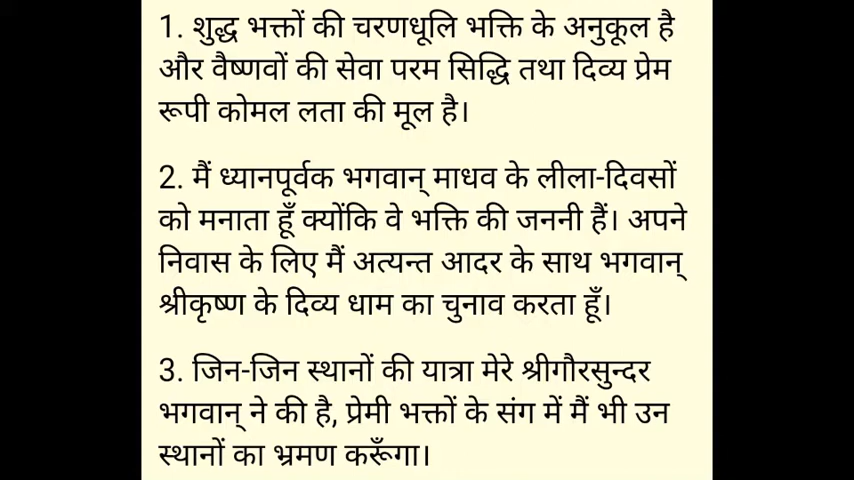 1. शुद्ध भक्तों की चरणधूलि भक्ति के अनुकूल है
और वैष्णवों की सेवा परम सिद्धि तथा दिव्य प्रेम
रूपी कोमल लता की मूल है।
2. मैं ध्यानपूर्वक भगवान् माधव के लीला-दिवसों
को मनाता हूँ क्योंकि वे भक्ति की जननी हैं। अपने
निवास के लिए मैं अत्यन्त आदर के साथ भगवान्
श्रीकृष्ण के दिव्य धाम का चुनाव करता हूँ।
3. जिन-जिन स्थानों की यात्रा मेरे श्रीगौरसुन्दर
भगवान् ने की है, प्रेमी भक्तों के संग में मैं भी उन
स्थानों का भ्रमण करूँगा।